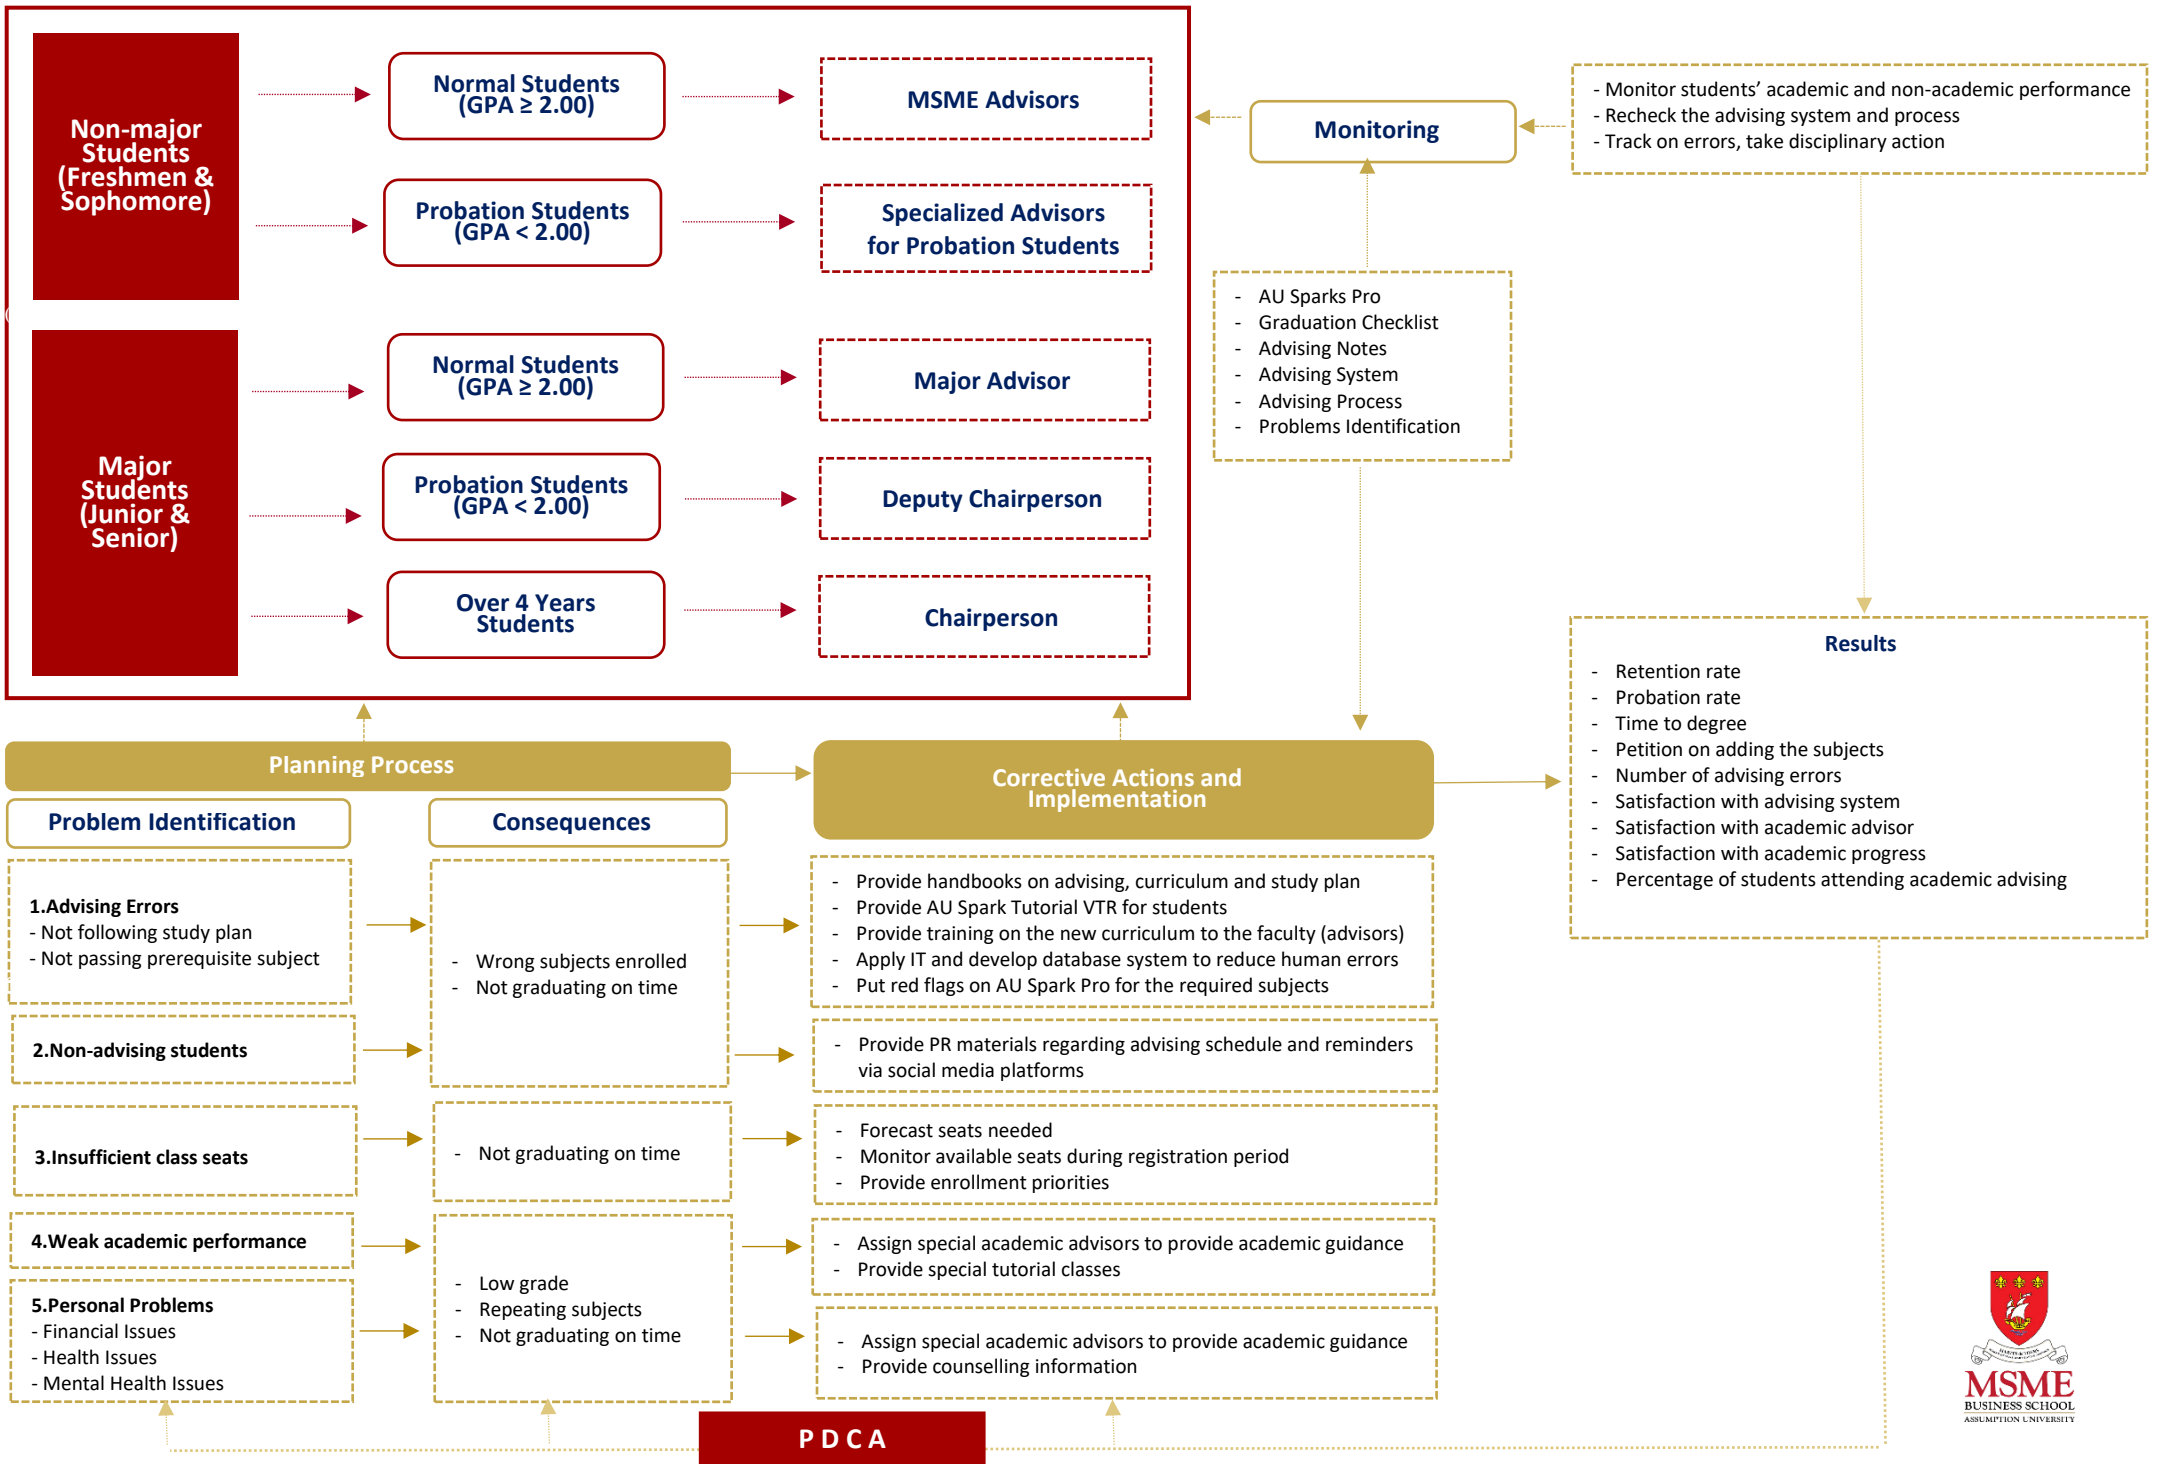 Non-major
Students
(Freshmen &
Sophomore)
Normal Students
(GPA ≥ 2.00)
MSME Advisors
Probation Students
(GPA < 2.00)
Specialized Advisors
for Probation Students
Major
Students
(Junior &
Senior)
Normal Students
(GPA ≥ 2.00)
Major Advisor
Probation Students
(GPA < 2.00)
Deputy Chairperson
Over 4 Years
Students
Chairperson
Monitoring
- Monitor students’ academic and non-academic performance
- Recheck the advising system and process
- Track on errors, take disciplinary action
- AU Sparks Pro
- Graduation Checklist
- Advising Notes
- Advising System
- Advising Process
- Problems Identification
Results
- Retention rate
- Probation rate
- Time to degree
- Petition on adding the subjects
- Number of advising errors
- Satisfaction with advising system
- Satisfaction with academic advisor
- Satisfaction with academic progress
- Percentage of students attending academic advising
Planning Process
Corrective Actions and
Implementation
Problem Identification
Consequences
1.Advising Errors
- Not following study plan
- Not passing prerequisite subject
- Wrong subjects enrolled
- Not graduating on time
- Provide handbooks on advising, curriculum and study plan
- Provide AU Spark Tutorial VTR for students
- Provide training on the new curriculum to the faculty (advisors)
- Apply IT and develop database system to reduce human errors
- Put red flags on AU Spark Pro for the required subjects
2.Non-advising students
- Provide PR materials regarding advising schedule and reminders
via social media platforms
3.Insufficient class seats
- Not graduating on time
- Forecast seats needed
- Monitor available seats during registration period
- Provide enrollment priorities
4.Weak academic performance
- Low grade
- Repeating subjects
- Not graduating on time
- Assign special academic advisors to provide academic guidance
- Provide special tutorial classes
5.Personal Problems
- Financial Issues
- Health Issues
- Mental Health Issues
- Assign special academic advisors to provide academic guidance
- Provide counselling information
P D C A
MSME
BUSINESS SCHOOL
ASSUMPTION UNIVERSITY